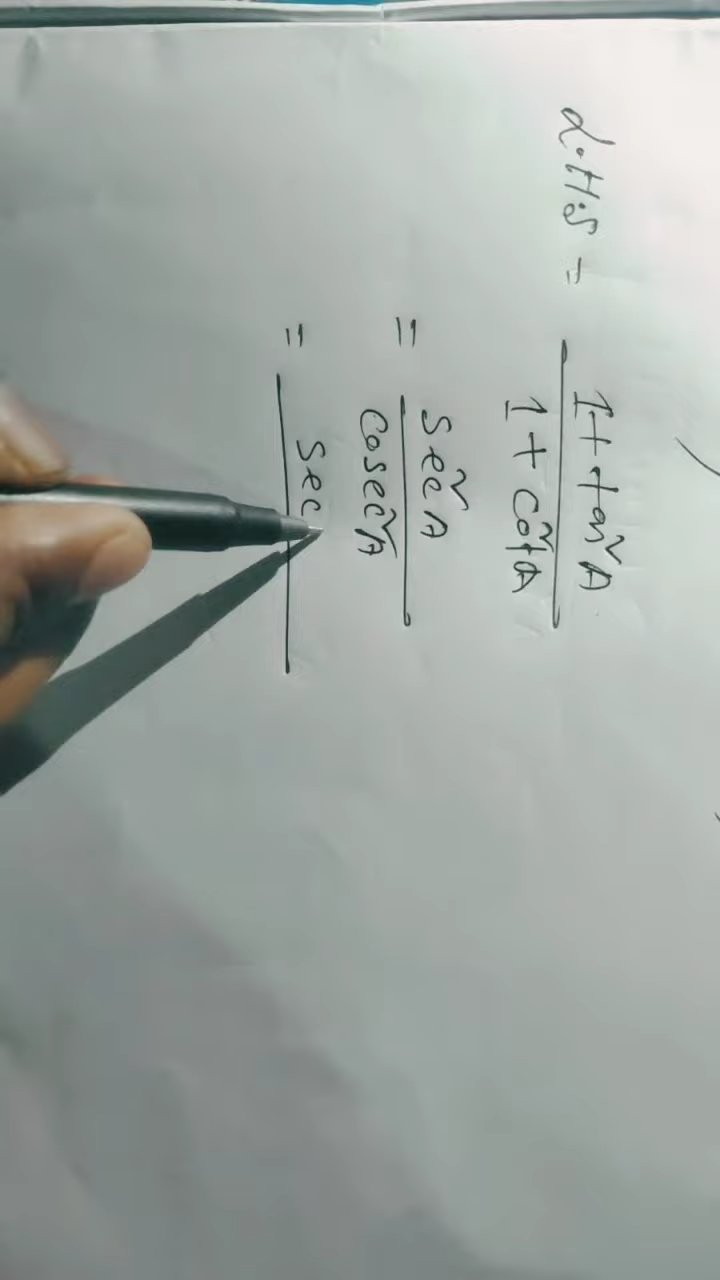 L.H.S = 1 + tan²A / 1 + cot²A
= Sec²A / Cosec²A
= Sec